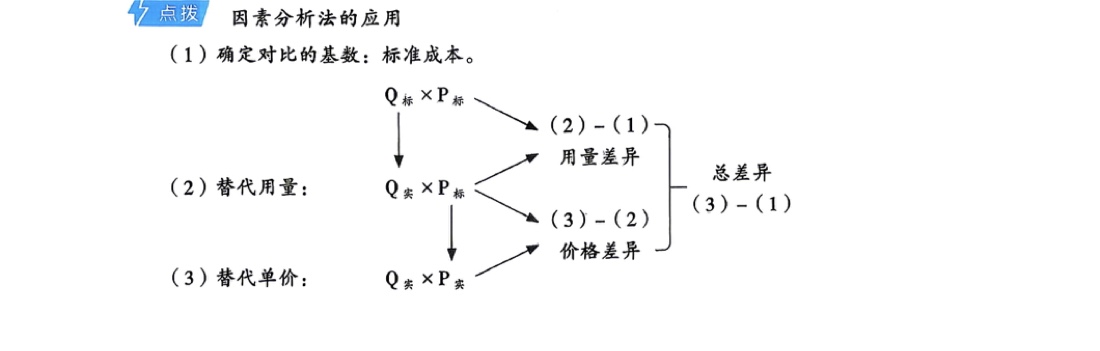 点拨 因素分析法的应用
（1）确定对比的基数：标准成本。
Q标×P标
（2）-（1）
用量差异
（2）替代用量： Q实×P标
总差异
（3）-（1）
（3）-（2）
价格差异
（3）替代单价： Q实×P实